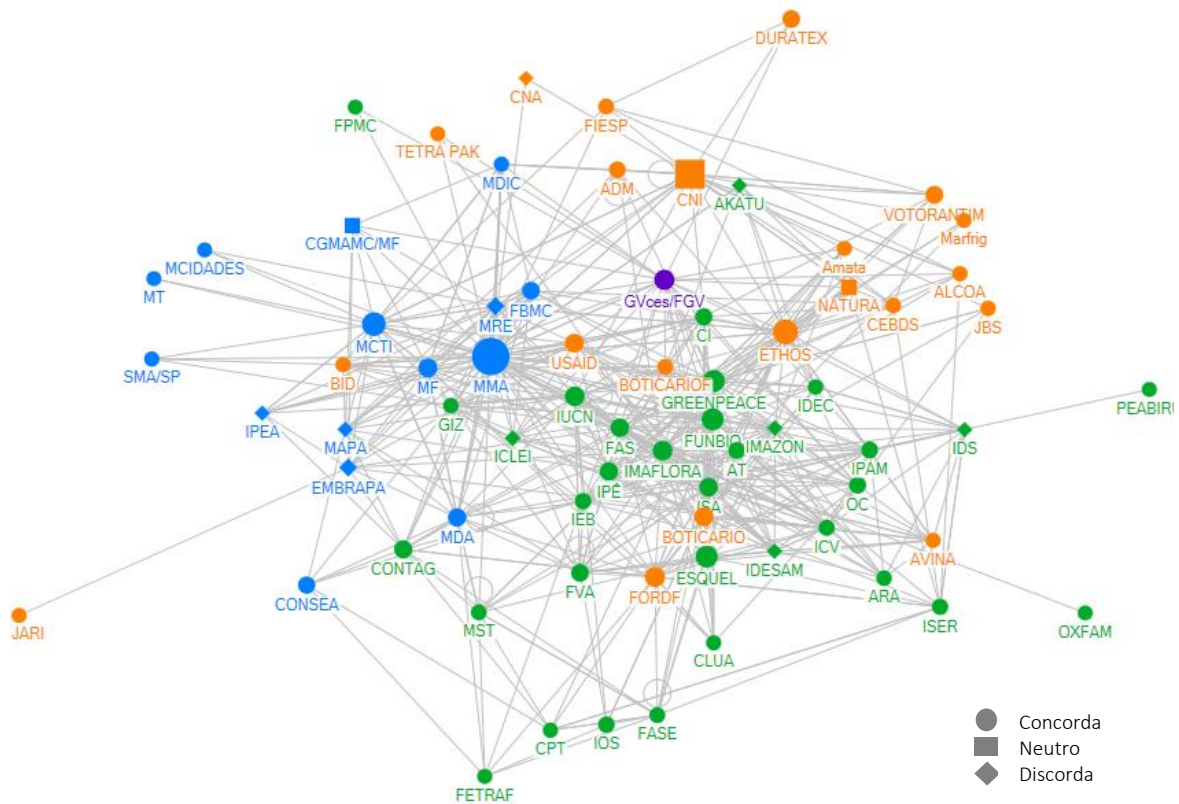 DURATEX
CNA
FIESP
FPMC
TETRA PAK
MDIC
ADM
CNI
AKATU
VOTORANTIM
Marfrig
CGMAMC/MF
MCIDADES
Amata
MT
GVces/FGV
NATURA
ALCOA
FBMC
CEBDS
JBS
MRE
CI
MCTI
ETHOS
USAID
SMA/SP
BID
MF
MMA
BOTICARIOF
GREENPEACE
IDEC
PEABIRU
GIZ
IUCN
IPEA
MAPA
FAS
FUNBIO
IMAZON
IDS
ICLEI
IMAFLORA
AT
IPAM
EMBRAPA
IPÊ
ISA
OC
IEB
MDA
BOTICARIO
ICV
AVINA
CONTAG
ESQUEL
IDESAM
CONSEA
FVA
FORDF
ARA
JARI
MST
ISER
OXFAM
CLUA
CPT
IOS
FASE
Concorda
Neutro
Discorda
FETRAF